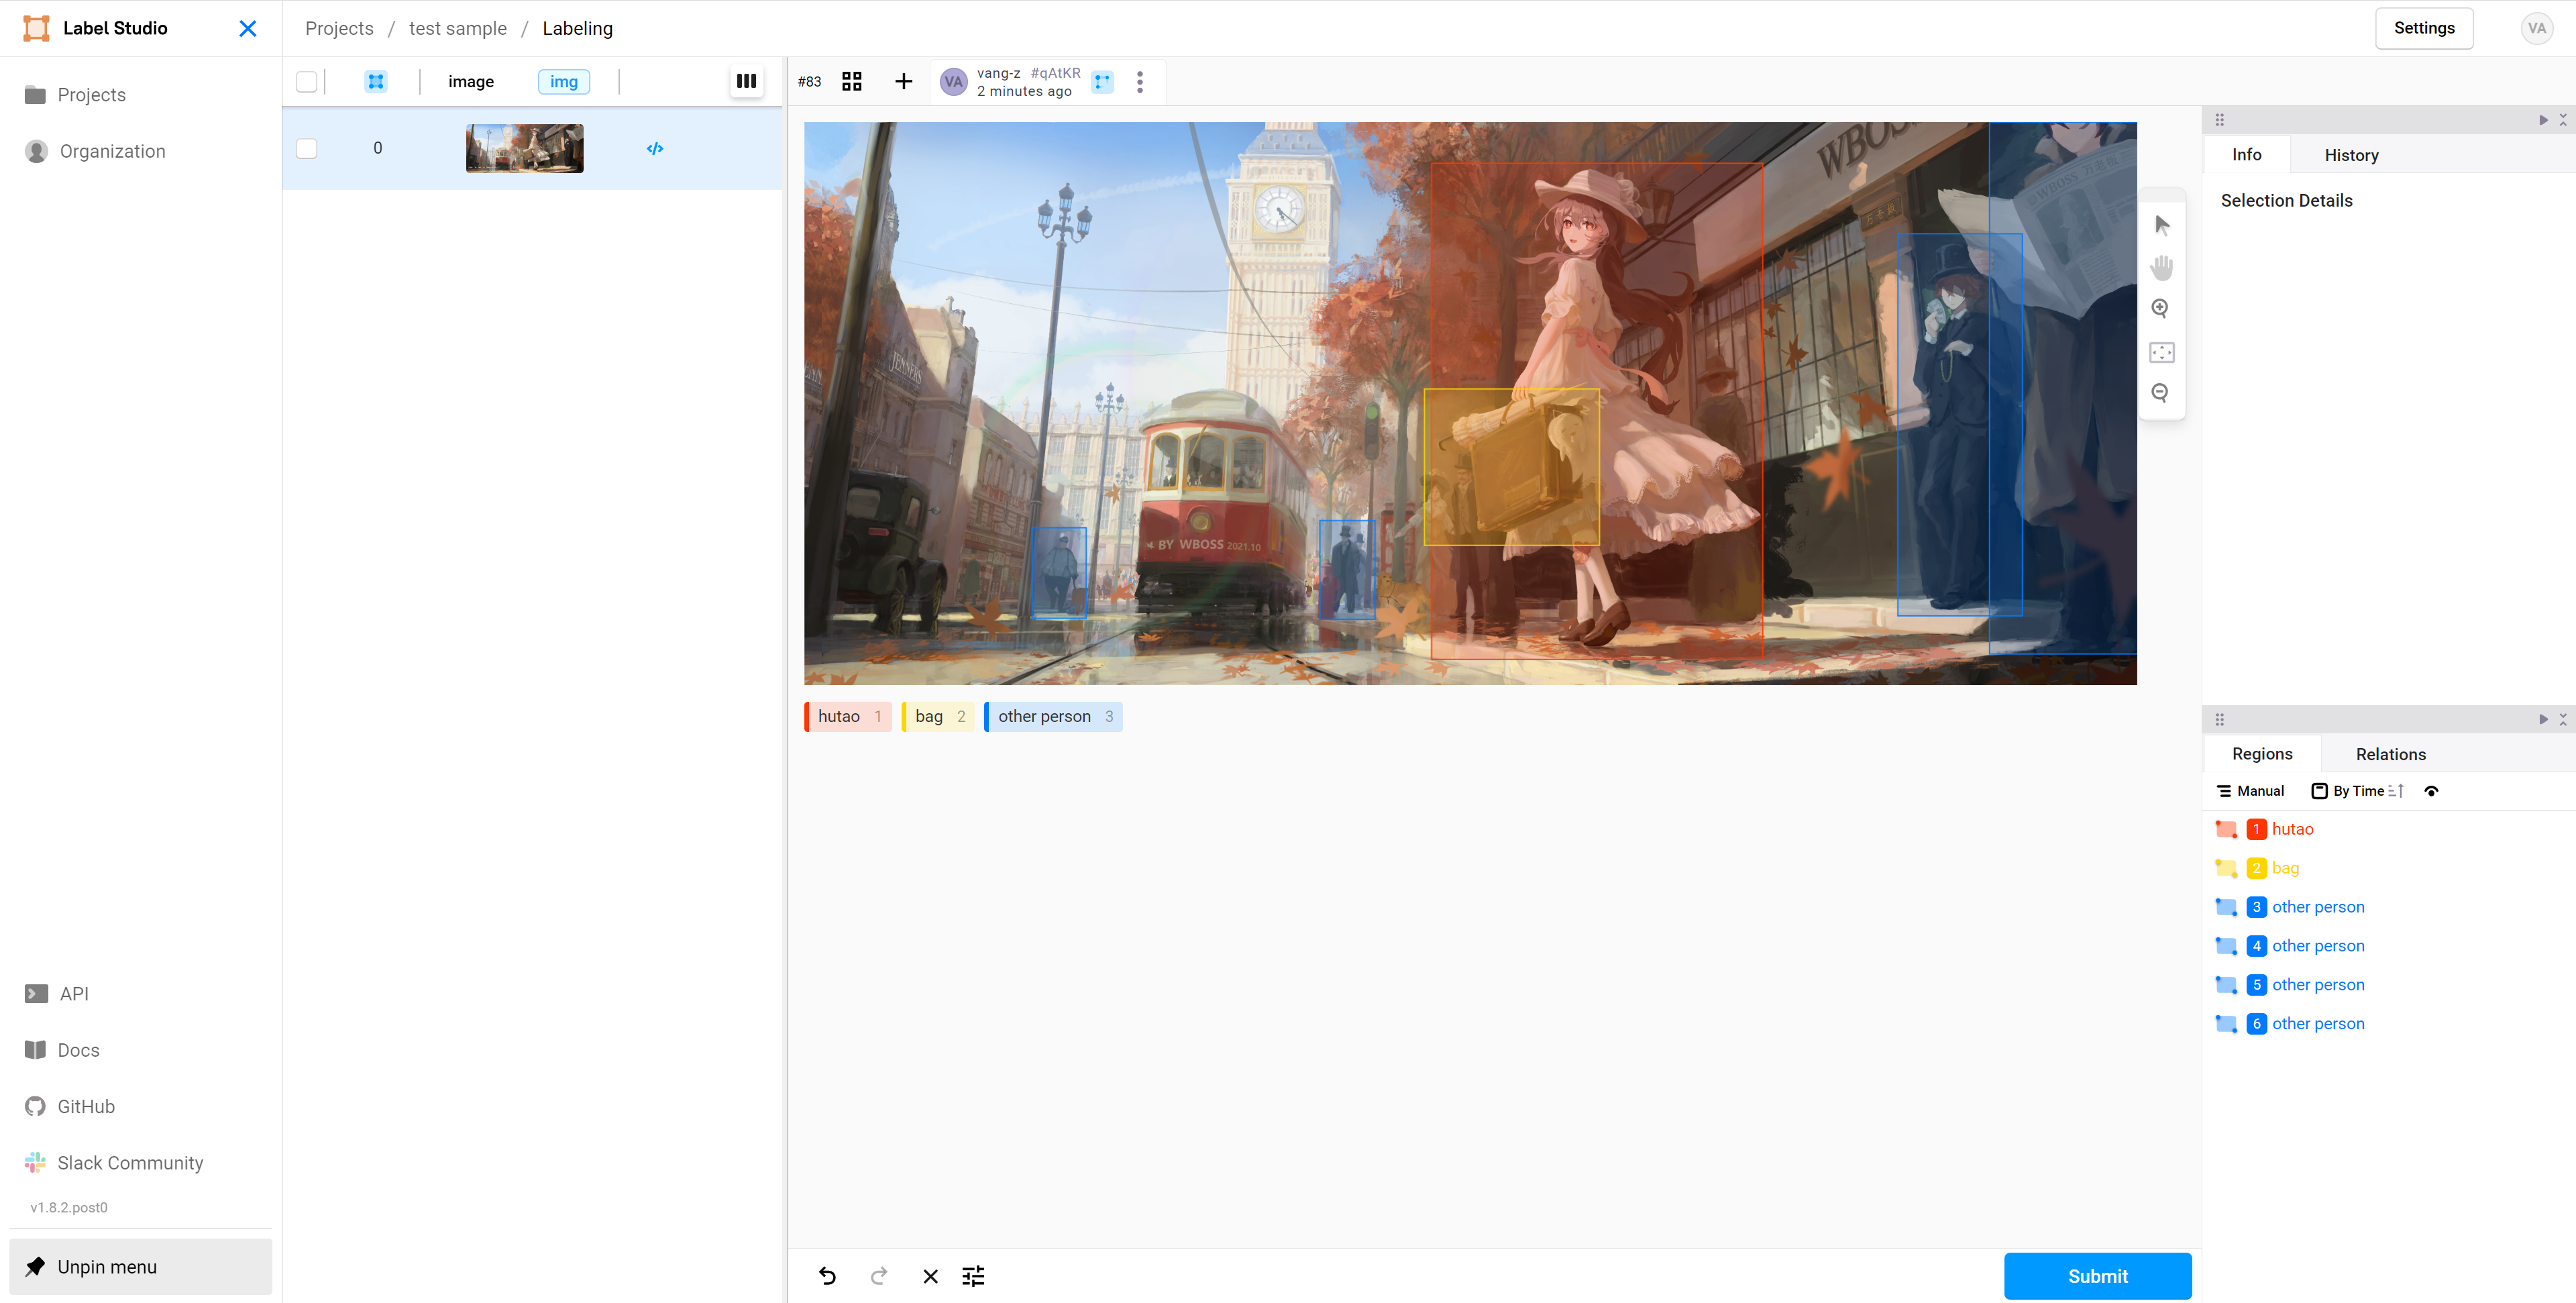 Label Studio
Projects / test sample / Labeling
Settings
VA
Projects
Organization
image
img
#83
VA
vang-z #qAtKR
2 minutes ago
0
JENNERS
BY WBOSS 2021.10
WBOSS
WBOSS
hutao 1
bag 2
other person 3
Info
History
Selection Details
Regions
Relations
Manual
By Time
1 hutao
2 bag
3 other person
4 other person
5 other person
6 other person
API
Docs
GitHub
Slack Community
v1.8.2.post0
Unpin menu
Submit